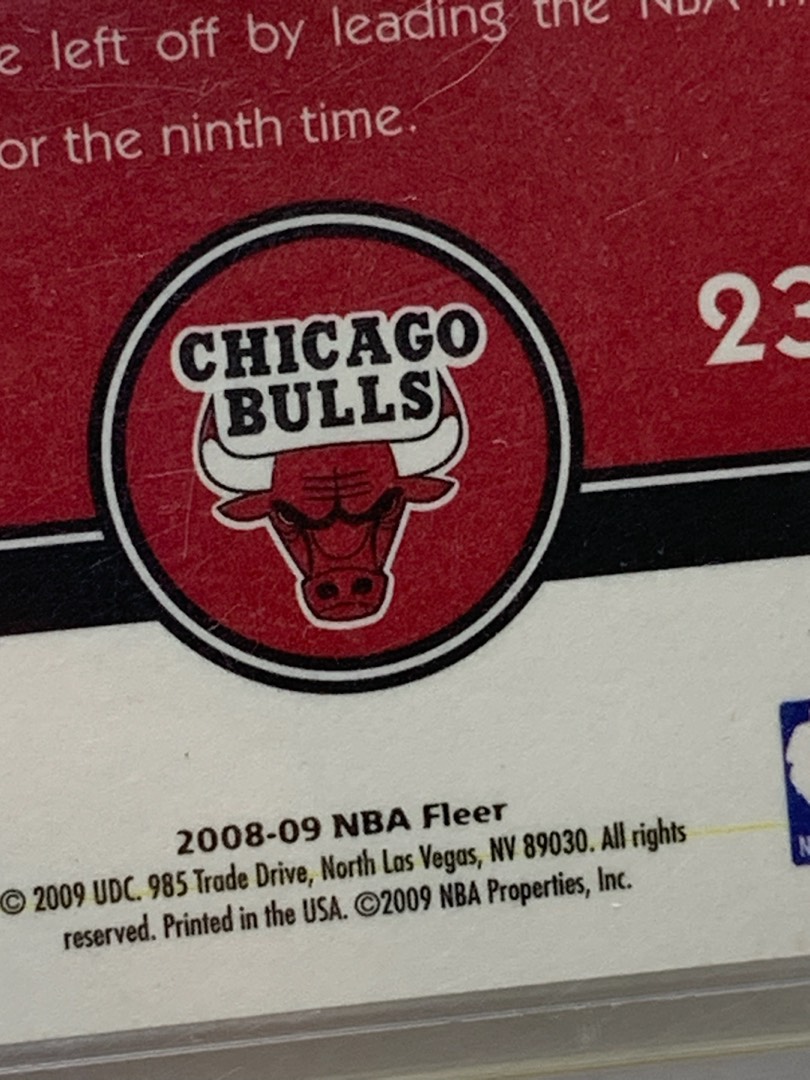 left off by leading the NBA
the ninth time.
CHICAGO
BULLS
23
2008-09 NBA Fleer
© 2009 UDC. 985 Trade Drive, North Las Vegas, NV 89030. All rights
reserved. Printed in the USA. ©2009 NBA Properties, Inc.